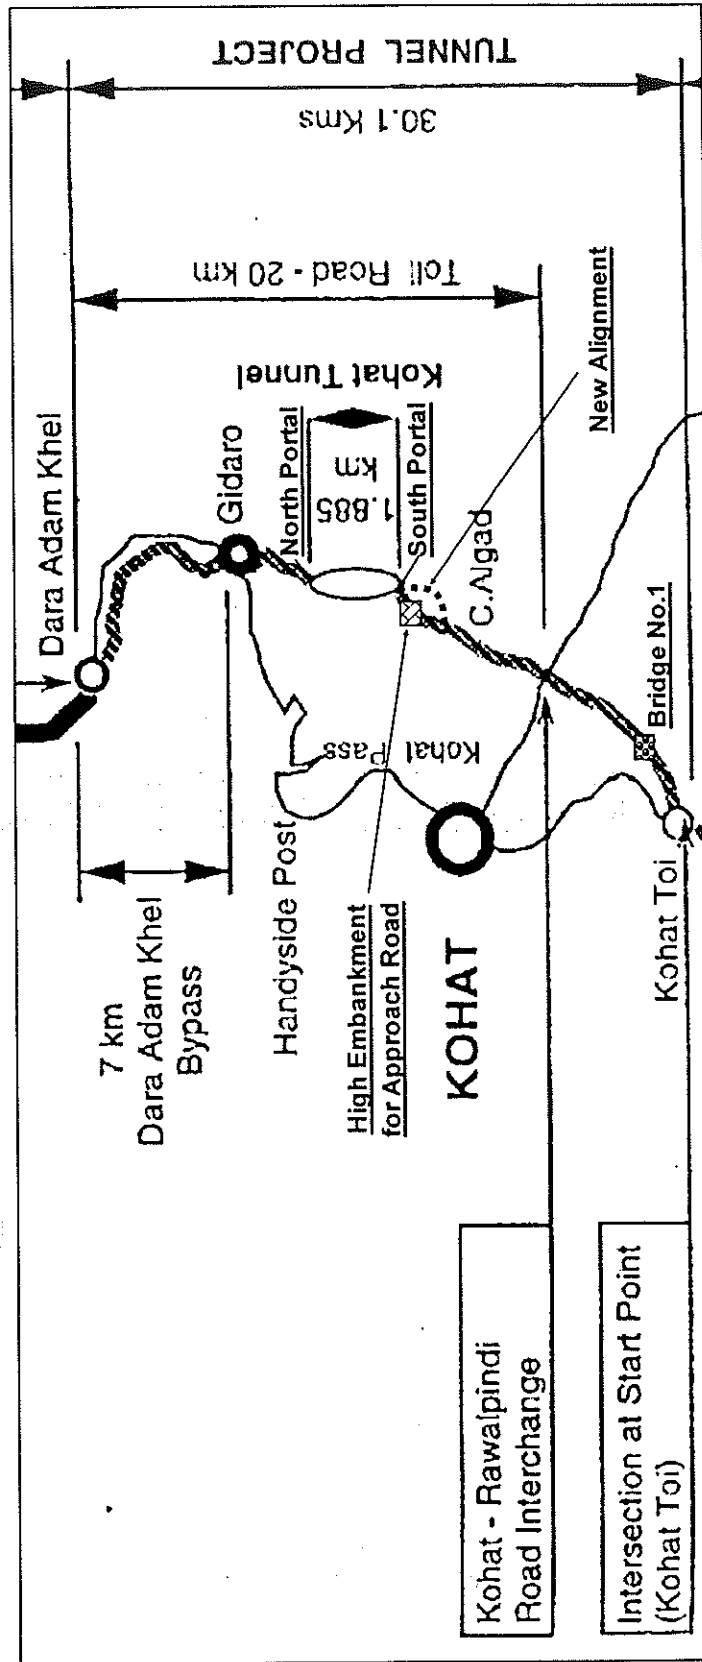 TUNNEL PROJECT
30.1 Kms
Toll Road - 20 km
Dara Adam Khel
Gidaro
North Portal
Kohat Tunnel
1.885
km
South Portal
New Alignment
C.Algad
Bridge No.1
Kohat
Pass
7 km
Dara Adam Khel
Bypass
Handyside Post
High Embankment
for Approach Road
KOHAT
Kohat Toi
Kohat - Rawalpindi
Road Interchange
Intersection at Start Point
(Kohat Toi)